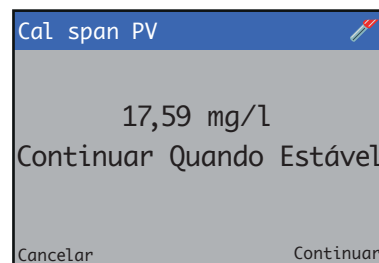 Cal span PV
17,59 mg/l
Continuar Quando Estável
Cancelar Continuar